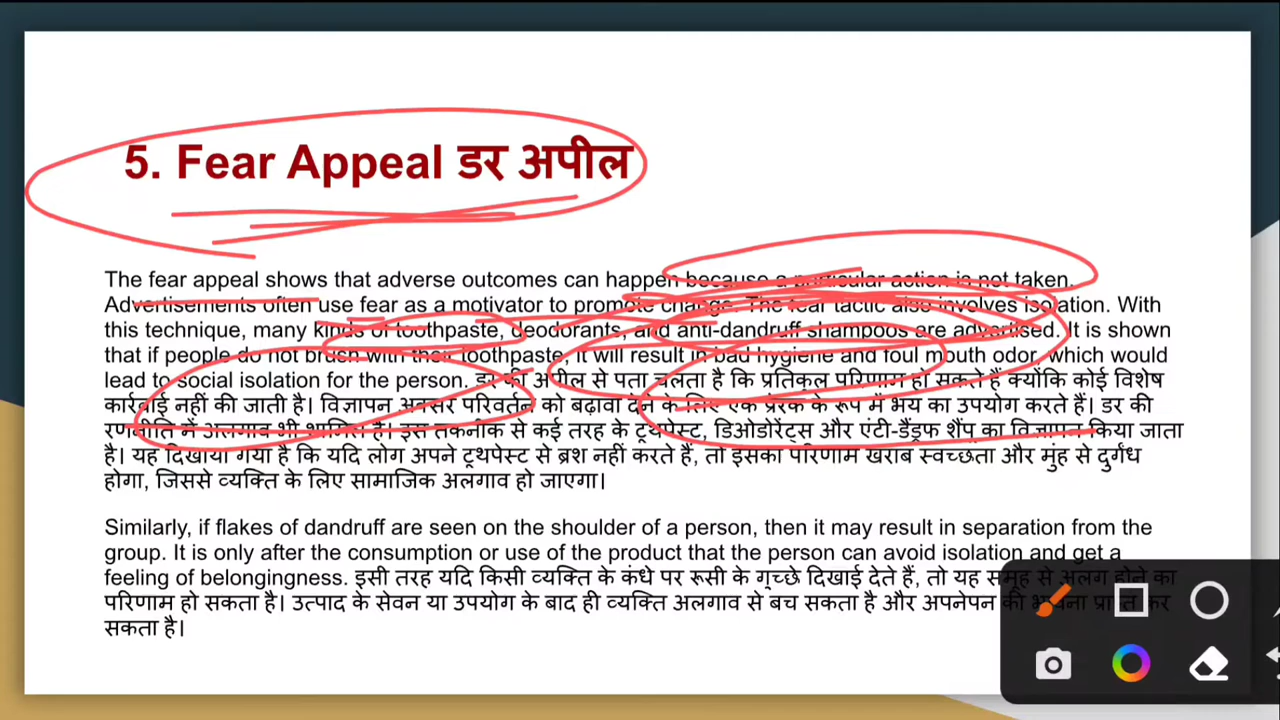 5. Fear Appeal डर अपील
The fear appeal shows that adverse outcomes can happen because a particular action is not taken.
Advertisements often use fear as a motivator to promote change. The fear tactic also involves isolation. With
this technique, many kinds of toothpaste, deodorants, and anti-dandruff shampoos are advertised. It is shown
that if people do not brush with their toothpaste, it will result in bad hygiene and foul mouth odor, which would
lead to social isolation for the person. डर की अपील से पता चलता है कि प्रतिकूल परिणाम हो सकते हैं क्योंकि कोई विशेष
कार्रवाई नहीं की जाती है। विज्ञापन अक्सर परिवर्तन को बढ़ावा देने के लिए एक प्रेरक के रूप में भय का उपयोग करते हैं। डर की
रणनीति में अलगाव भी शामिल है। इस तकनीक से कई तरह के टूथपेस्ट, डिओडोरेंट्स और एंटी-डैंड्रफ शैंपू का विज्ञापन किया जाता
है। यह दिखाया गया है कि यदि लोग अपने टूथपेस्ट से ब्रश नहीं करते हैं, तो इसका परिणाम खराब स्वच्छता और मुंह से दुर्गंध
होगा, जिससे व्यक्ति के लिए सामाजिक अलगाव हो जाएगा।
Similarly, if flakes of dandruff are seen on the shoulder of a person, then it may result in separation from the
group. It is only after the consumption or use of the product that the person can avoid isolation and get a
feeling of belongingness. इसी तरह यदि किसी व्यक्ति के कंधे पर रूसी के गुच्छे दिखाई देते हैं, तो यह समूह से अलग होने का
परिणाम हो सकता है। उत्पाद के सेवन या उपयोग के बाद ही व्यक्ति अलगाव से बच सकता है और अपनेपन की भावना प्राप्त कर
सकता है।